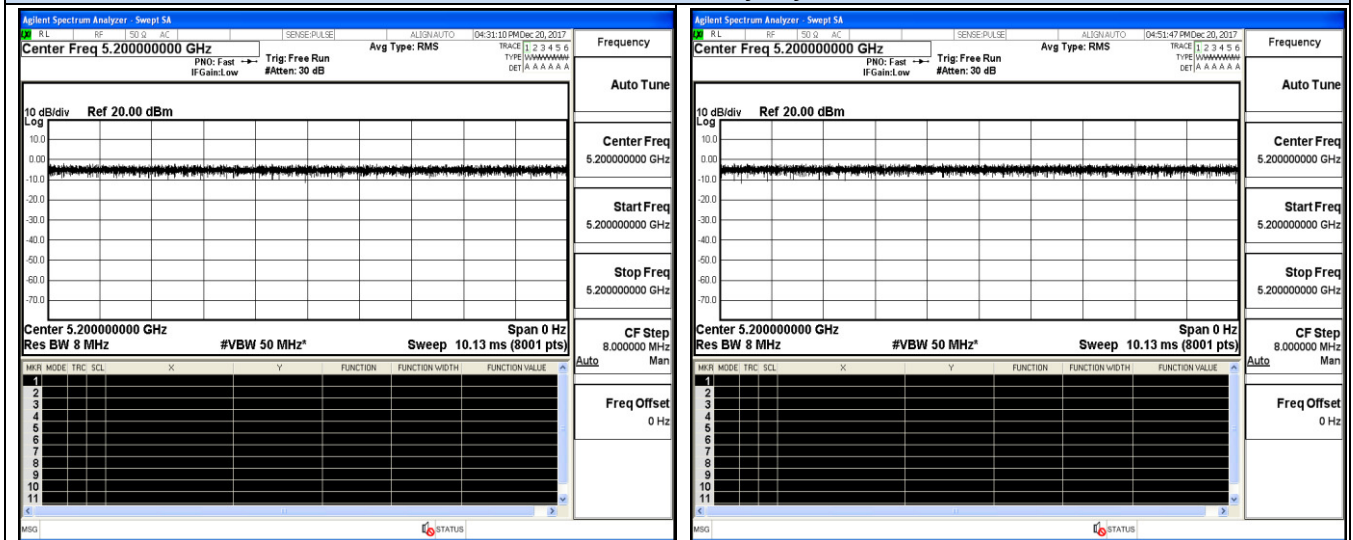 Agilent Spectrum Analyzer - Swept SA
RL RF 50 Ω AC SENSE:PULSE ALIGNAUTO 04:31:10 PM Dec 20, 2017
Center Freq 5.200000000 GHz
Avg Type: RMS
TRACE 1 2 3 4 5 6
PNO: Fast
Trig: Free Run
TYPE
IFGain:Low
#Atten: 30 dB
DET A A A A A A
10 dB/div Ref 20.00 dBm
Log
10.0
0.00
-10.0
-20.0
-30.0
-40.0
-50.0
-60.0
-70.0
Center 5.200000000 GHz Span 0 Hz
Res BW 8 MHz #VBW 50 MHz* Sweep 10.13 ms (8001 pts)
MKR MODE TRC SCL X Y FUNCTION FUNCTION WIDTH FUNCTION VALUE
1
2
3
4
5
6
7
8
9
10
11
MSG STATUS
Frequency
Auto Tune
Center Freq
5.200000000 GHz
Start Freq
5.200000000 GHz
Stop Freq
5.200000000 GHz
CF Step
8.000000 MHz
Auto Man
Freq Offset
0 Hz
Agilent Spectrum Analyzer - Swept SA
RL RF 50 Ω AC SENSE:PULSE ALIGNAUTO 04:51:47 PM Dec 20, 2017
Center Freq 5.200000000 GHz
Avg Type: RMS
TRACE 1 2 3 4 5 6
PNO: Fast
Trig: Free Run
TYPE
IFGain:Low
#Atten: 30 dB
DET A A A A A A
10 dB/div Ref 20.00 dBm
Log
10.0
0.00
-10.0
-20.0
-30.0
-40.0
-50.0
-60.0
-70.0
Center 5.200000000 GHz Span 0 Hz
Res BW 8 MHz #VBW 50 MHz* Sweep 10.13 ms (8001 pts)
MKR MODE TRC SCL X Y FUNCTION FUNCTION WIDTH FUNCTION VALUE
1
2
3
4
5
6
7
8
9
10
11
MSG STATUS
Frequency
Auto Tune
Center Freq
5.200000000 GHz
Start Freq
5.200000000 GHz
Stop Freq
5.200000000 GHz
CF Step
8.000000 MHz
Auto Man
Freq Offset
0 Hz